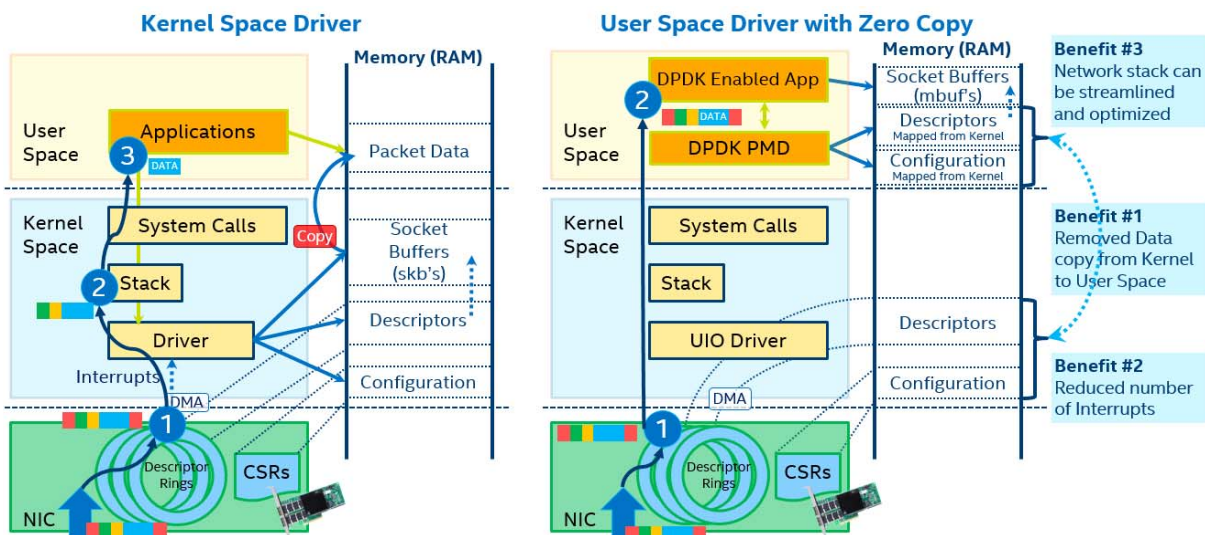 Kernel Space Driver
Memory (RAM)
User
Space
Applications
3
DATA
Packet Data
Kernel
Space
System Calls
Copy
Socket
Buffers
(skb's)
2
Stack
Driver
Descriptors
Interrupts
DMA
Configuration
1
Descriptor
Rings
CSRs
NIC
User Space Driver with Zero Copy
Memory (RAM)
User
Space
DPDK Enabled App
2
DATA
DPDK PMD
Socket Buffers
(mbuf's)
Descriptors
Mapped from Kernel
Configuration
Mapped from Kernel
Kernel
Space
System Calls
Stack
UIO Driver
Descriptors
DMA
Configuration
1
Descriptor
Rings
CSRs
NIC
Benefit #3
Network stack can
be streamlined
and optimized
Benefit #1
Removed Data
copy from Kernel
to User Space
Benefit #2
Reduced number
of Interrupts